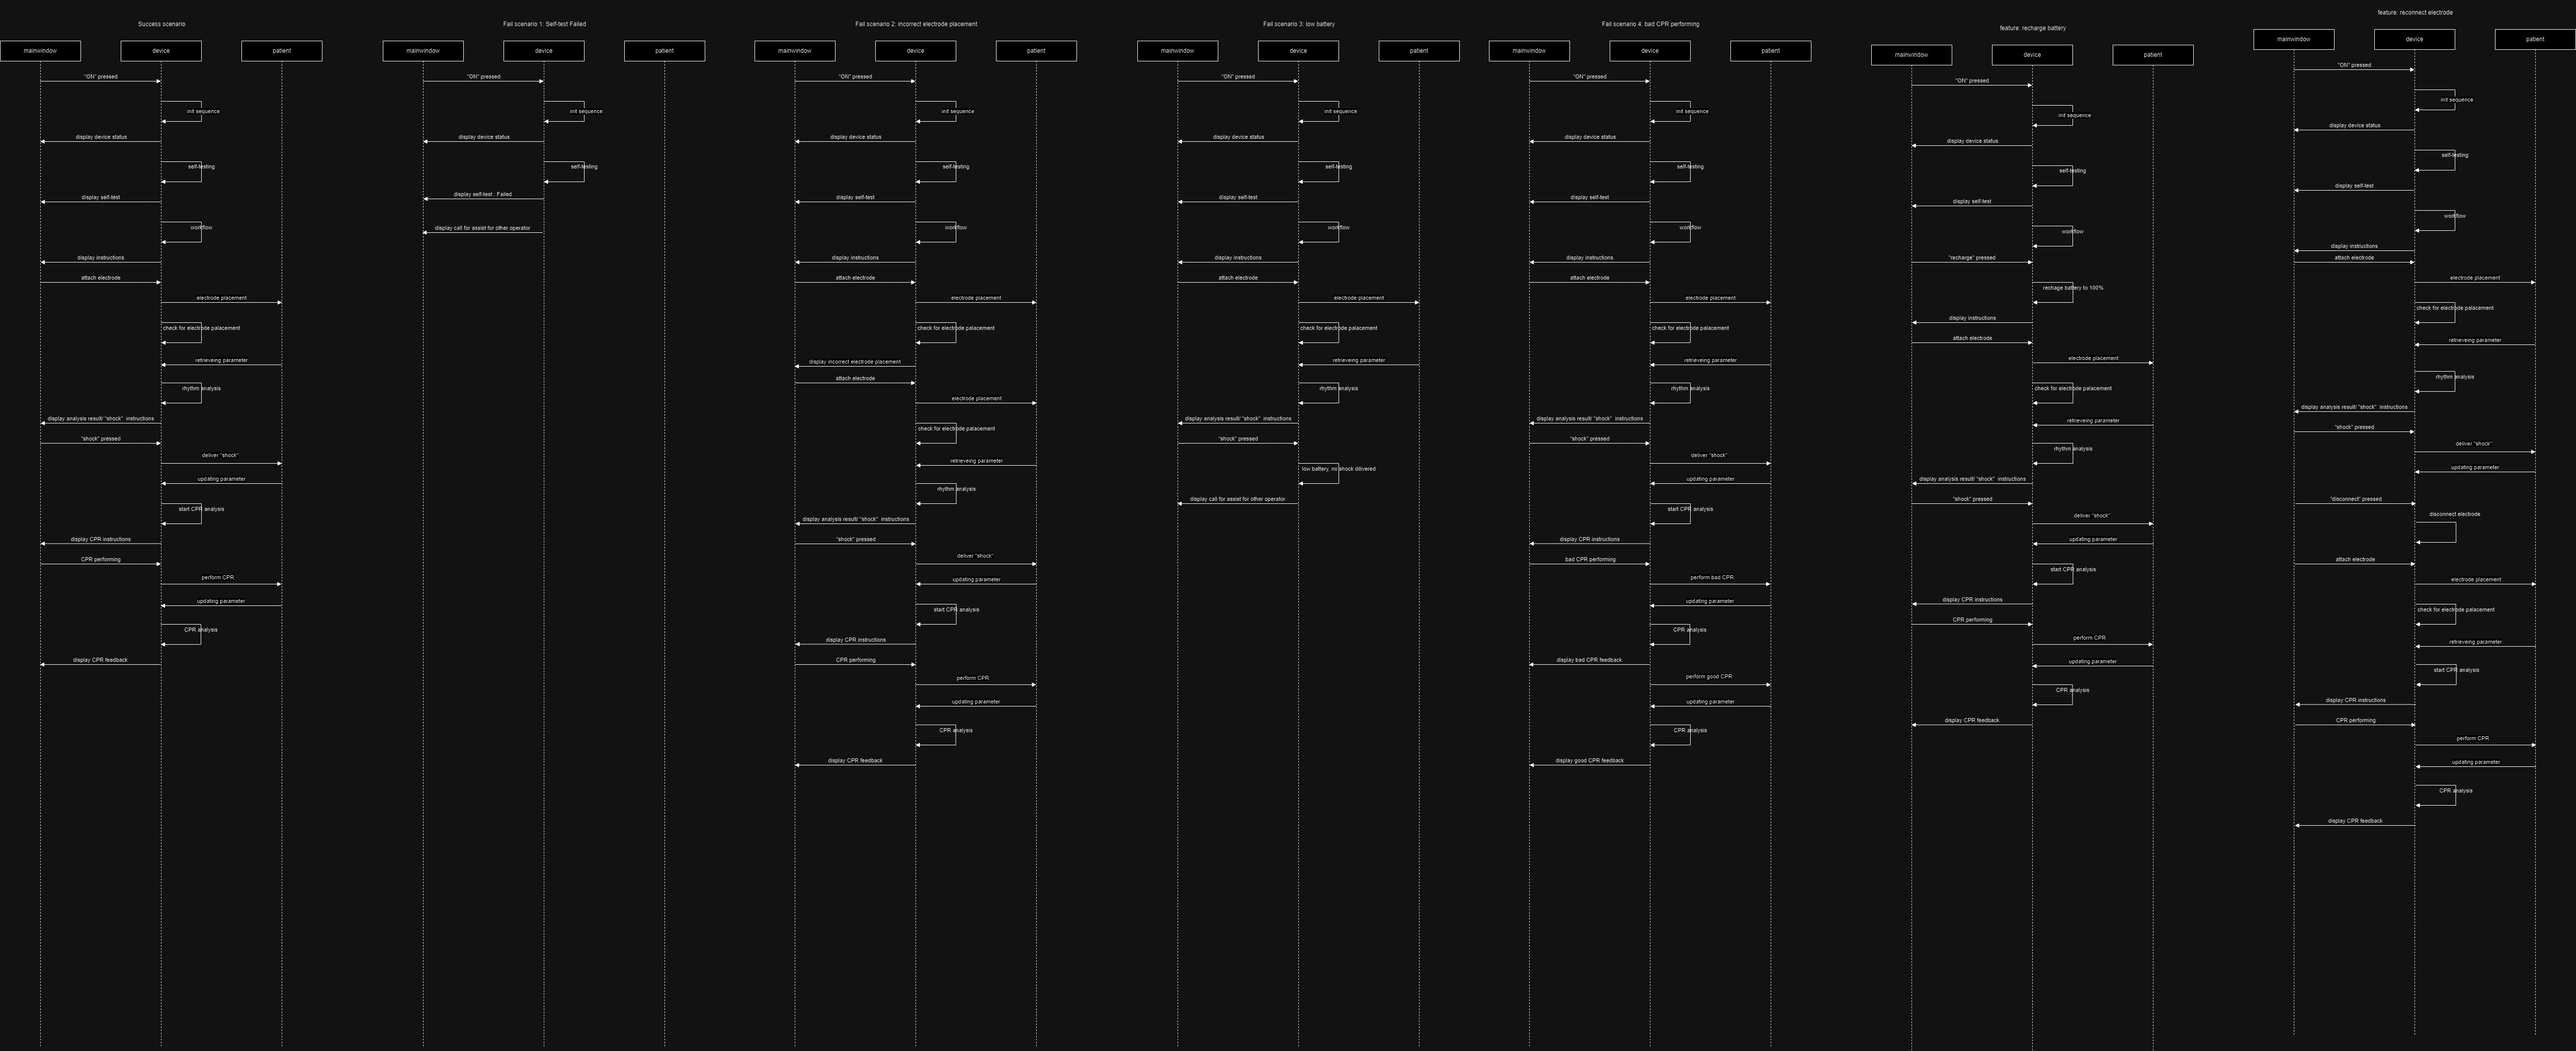 Success scenario
mainwindow
device
patient
"ON" pressed
init sequence
display device status
self-testing
display self-test
workflow
display instructions
attach electrode
electrode placement
check for electrode palacement
retrieveing parameter
rhythm analysis
display analysis result/ "shock" instructions
"shock" pressed
deliver "shock"
updating parameter
start CPR analysis
display CPR instructions
CPR performing
perform CPR
updating parameter
CPR analysis
display CPR feedback
Fail scenario 1: Self-test Failed
mainwindow
device
patient
"ON" pressed
init sequence
display device status
self-testing
display self-test : Failed
display call for assist for other operator
Fail scenario 2: incorrect electrode placement
mainwindow
device
patient
"ON" pressed
init sequence
display device status
self-testing
display self-test
workflow
display instructions
attach electrode
electrode placement
check for electrode palacement
display incorrect electrode placement
attach electrode
electrode placement
check for electrode palacement
retrieveing parameter
rhythm analysis
display analysis result/ "shock" instructions
"shock" pressed
deliver "shock"
updating parameter
start CPR analysis
display CPR instructions
CPR performing
perform CPR
updating parameter
CPR analysis
display CPR feedback
Fail scenario 3: low battery
mainwindow
device
patient
"ON" pressed
init sequence
display device status
self-testing
display self-test
workflow
display instructions
attach electrode
electrode placement
check for electrode palacement
retrieveing parameter
rhythm analysis
display analysis result/ "shock" instructions
"shock" pressed
low battery, no shock dilivered
display call for assist for other operator
Fail scenario 4: bad CPR performing
mainwindow
device
patient
"ON" pressed
init sequence
display device status
self-testing
display self-test
workflow
display instructions
attach electrode
electrode placement
check for electrode palacement
retrieveing parameter
rhythm analysis
display analysis result/ "shock" instructions
"shock" pressed
deliver "shock"
updating parameter
start CPR analysis
display CPR instructions
bad CPR performing
perform bad CPR
updating parameter
CPR analysis
display bad CPR feedback
perform good CPR
updating parameter
CPR analysis
display good CPR feedback
feature: recharge battery
mainwindow
device
patient
"ON" pressed
init sequence
display device status
self-testing
display self-test
workflow
"recharge" pressed
rechage battery to 100%
display instructions
attach electrode
electrode placement
check for electrode palacement
retrieveing parameter
rhythm analysis
display analysis result/ "shock" instructions
"shock" pressed
deliver "shock"
updating parameter
start CPR analysis
display CPR instructions
CPR performing
perform CPR
updating parameter
CPR analysis
display CPR feedback
feature: reconnect electrode
mainwindow
device
patient
"ON" pressed
init sequence
display device status
self-testing
display self-test
workflow
display instructions
attach electrode
electrode placement
check for electrode palacement
retrieveing parameter
rhythm analysis
display analysis result/ "shock" instructions
"shock" pressed
deliver "shock"
updating parameter
"disconnect" pressed
disconnect electrode
attach electrode
electrode placement
check for electrode palacement
retrieveing parameter
start CPR analysis
display CPR instructions
CPR performing
perform CPR
updating parameter
CPR analysis
display CPR feedback